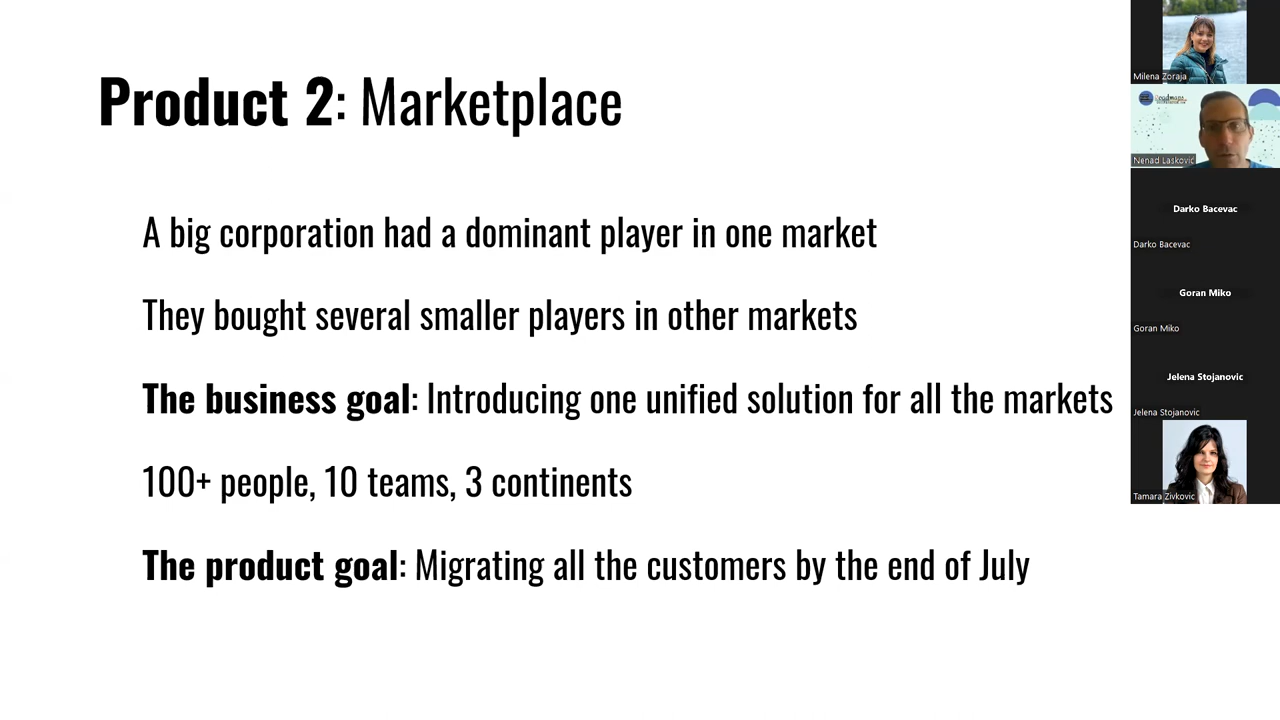 Product 2: Marketplace
A big corporation had a dominant player in one market
They bought several smaller players in other markets
The business goal: Introducing one unified solution for all the markets
100+ people, 10 teams, 3 continents
The product goal: Migrating all the customers by the end of July
Milena Zoraja
Nenad Laskovic
Darko Bacevac
Darko Bacevac
Goran Miko
Goran Miko
Jelena Stojanovic
Jelena Stojanovic
Tamara Zivkovic